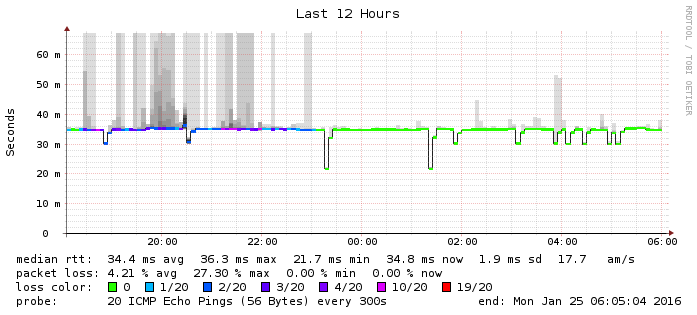 Last 12 Hours
RRDTOOL / TOBI OETIKER
Seconds
60 m
50 m
40 m
30 m
20 m
10 m
0
20:00 22:00 00:00 02:00 04:00 06:00
median rtt: 34.4 ms avg 36.3 ms max 21.7 ms min 34.8 ms now 1.9 ms sd 17.7 am/s
packet loss: 4.21 % avg 27.30 % max 0.00 % min 0.00 % now
loss color: 0 1/20 2/20 3/20 4/20 10/20 19/20
probe: 20 ICMP Echo Pings (56 Bytes) every 300s end: Mon Jan 25 06:05:04 2016